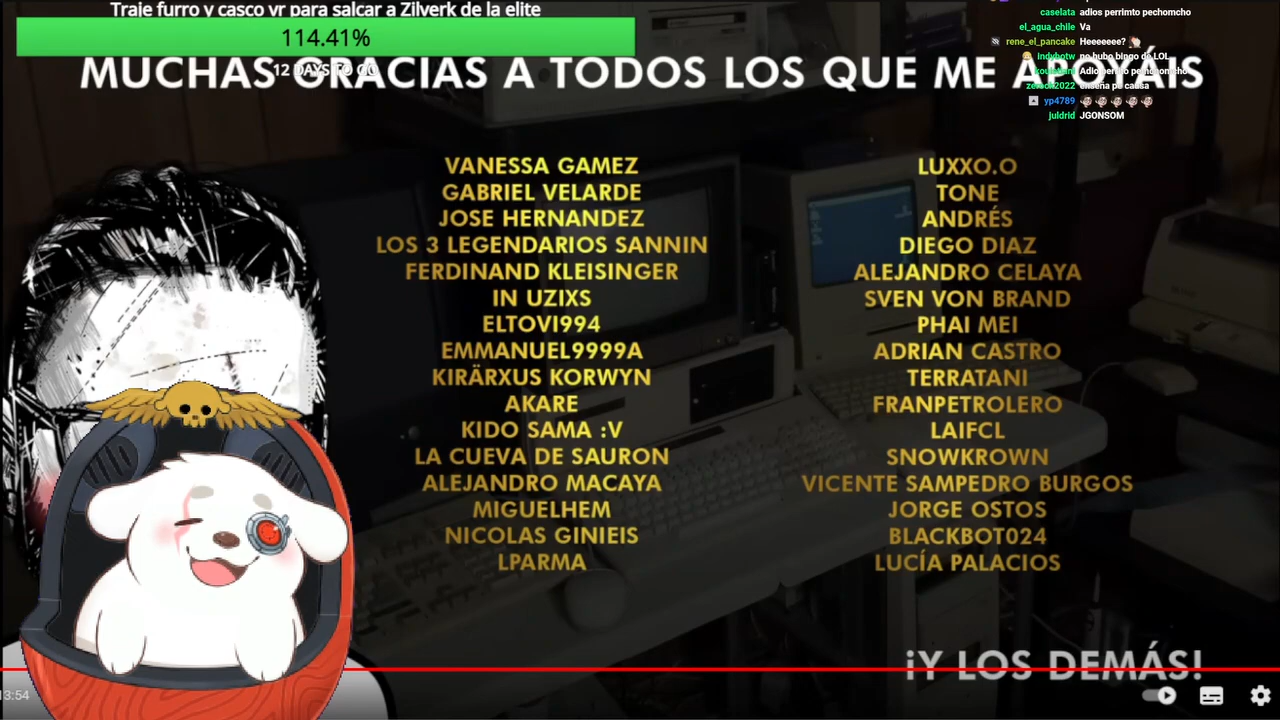 Traje furro y casco vr para salcar a Zilverk de la elite
114.41%
12 DAYS TO GO
MUCHAS GRACIAS A TODOS LOS QUE ME APOYÁIS
caselata adios perrimto pechomcho
el_agua_chile Va
rene_el_pancake Heeeeeee?
indyhotw no hubo bingo de LOL
zerock2022 enseña pe causa
yp4789
juldrid JGONSOM
VANESSA GAMEZ
GABRIEL VELARDE
JOSE HERNANDEZ
LOS 3 LEGENDARIOS SANNIN
FERDINAND KLEISINGER
IN UZIXS
ELTOVI994
EMMANUEL9999A
KIRÄRXUS KORWYN
AKARE
KIDO SAMA :V
LA CUEVA DE SAURON
ALEJANDRO MACAYA
MIGUELHEM
NICOLAS GINIEIS
LPARMA
LUXXO.O
TONE
ANDRÉS
DIEGO DIAZ
ALEJANDRO CELAYA
SVEN VON BRAND
PHAI MEI
ADRIAN CASTRO
TERRATANI
FRANPETROLERO
LAIFCL
SNOWKROWN
VICENTE SAMPEDRO BURGOS
JORGE OSTOS
BLACKBOT024
LUCÍA PALACIOS
¡Y LOS DEMÁS!
3:54